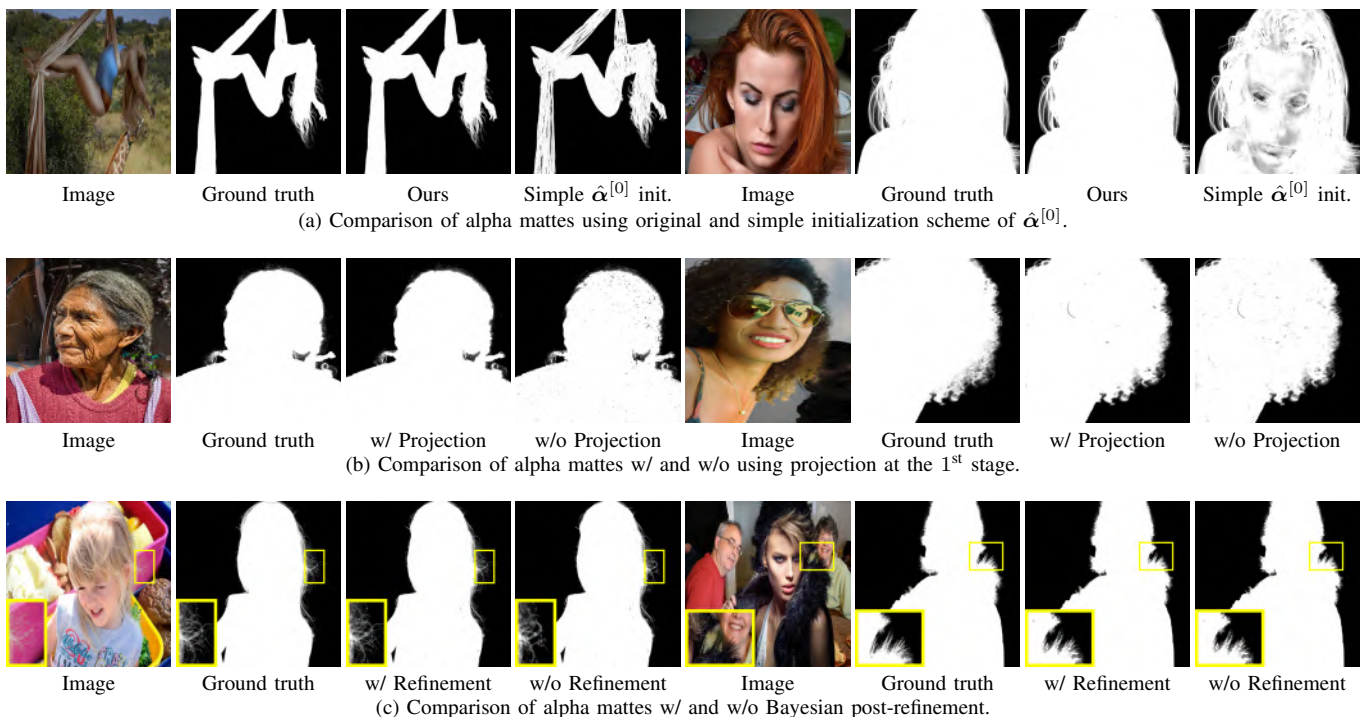 Image Ground truth Ours Simple α̂^[0] init. Image Ground truth Ours Simple α̂^[0] init.
(a) Comparison of alpha mattes using original and simple initialization scheme of α̂^[0].
Image Ground truth w/ Projection w/o Projection Image Ground truth w/ Projection w/o Projection
(b) Comparison of alpha mattes w/ and w/o using projection at the 1st stage.
Image Ground truth w/ Refinement w/o Refinement Image Ground truth w/ Refinement w/o Refinement
(c) Comparison of alpha mattes w/ and w/o Bayesian post-refinement.